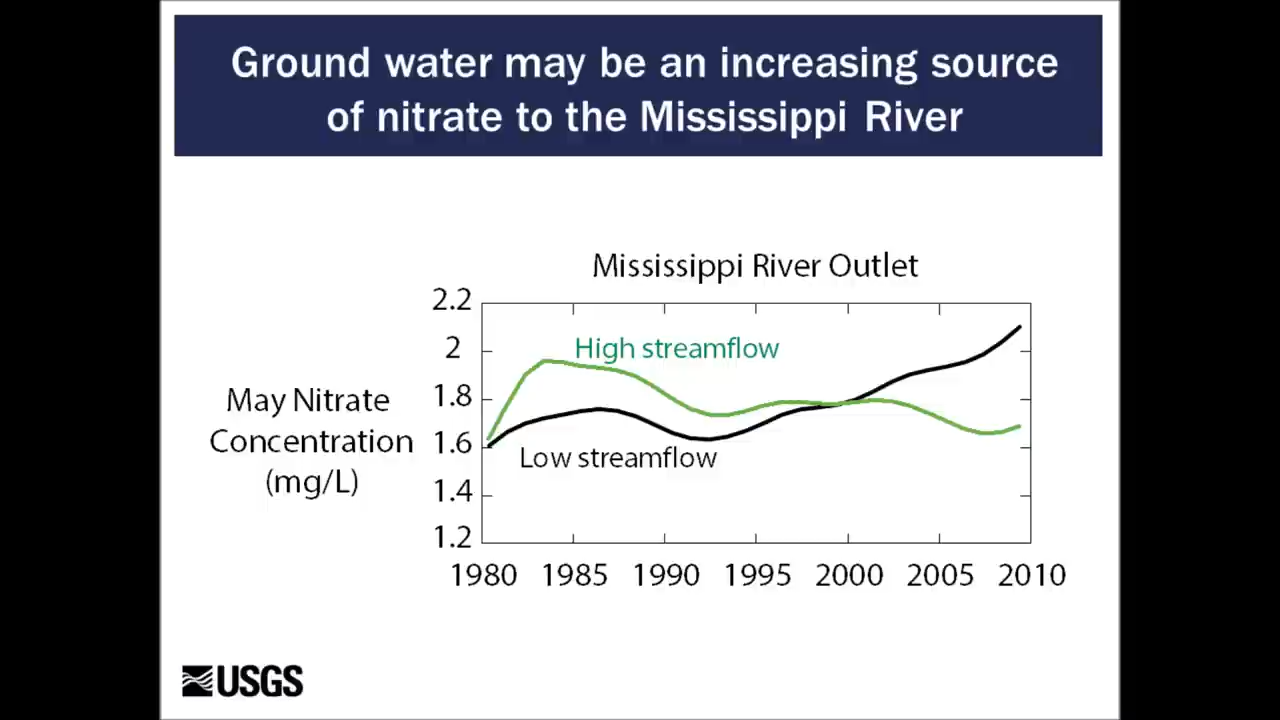 Ground water may be an increasing source
of nitrate to the Mississippi River
Mississippi River Outlet
2.2
2
1.8
1.6
1.4
1.2
May Nitrate
Concentration
(mg/L)
High streamflow
Low streamflow
1980 1985 1990 1995 2000 2005 2010
USGS